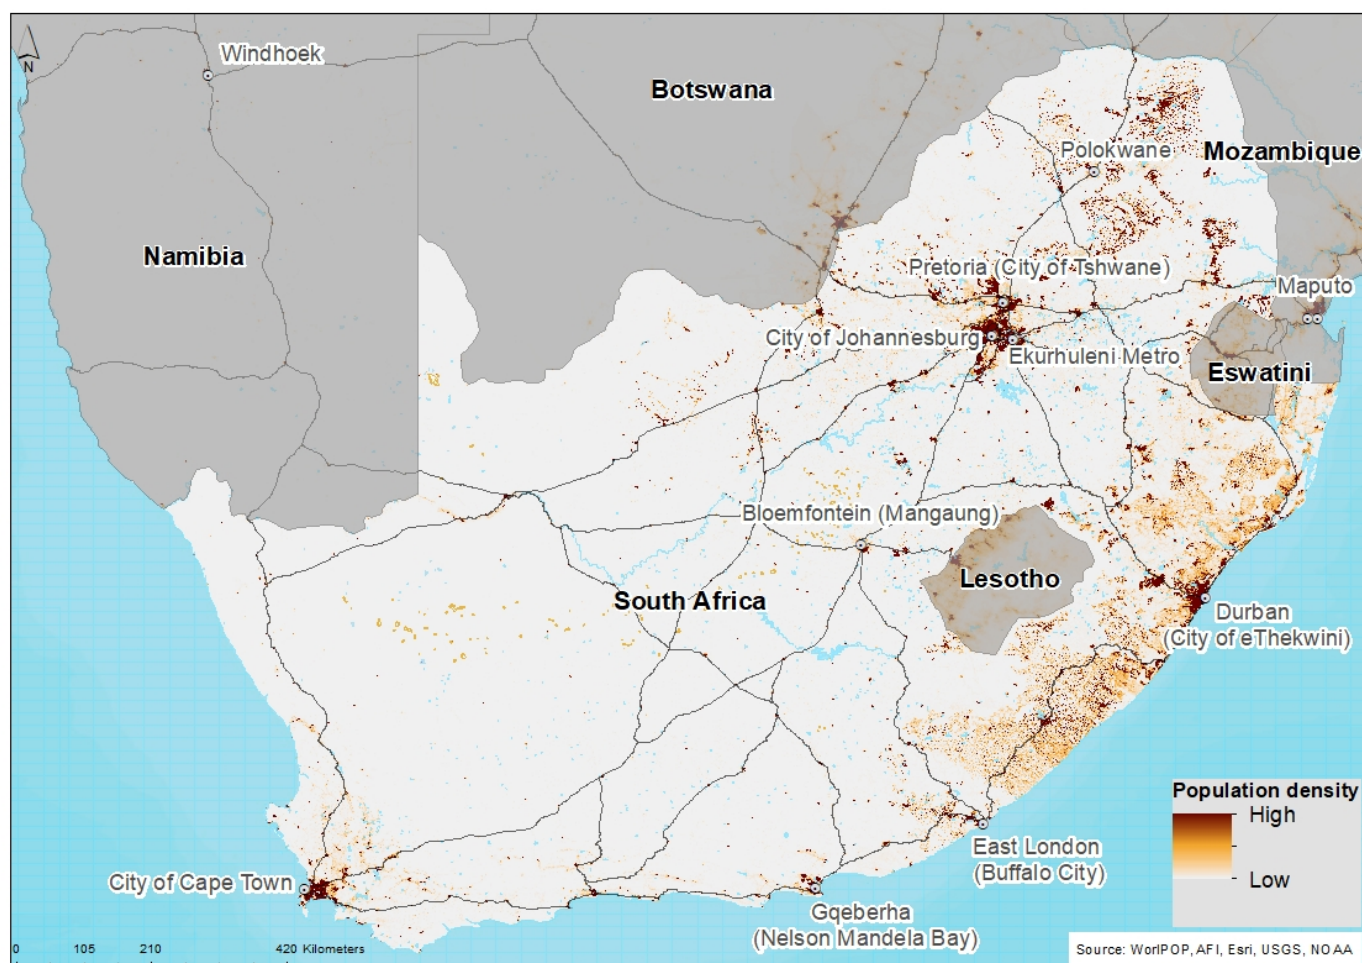 N
Windhoek
Botswana
Polokwane
Mozambique
Namibia
Pretoria (City of Tshwane)
Maputo
City of Johannesburg
Ekurhuleni Metro
Eswatini
Bloemfontein (Mangaung)
Lesotho
South Africa
Durban
(City of eThekwini)
Population density
High
Low
East London
(Buffalo City)
City of Cape Town
Gqeberha
(Nelson Mandela Bay)
0 105 210 420 Kilometers
Source: WorlPOP, AFI, Esri, USGS, NOAA